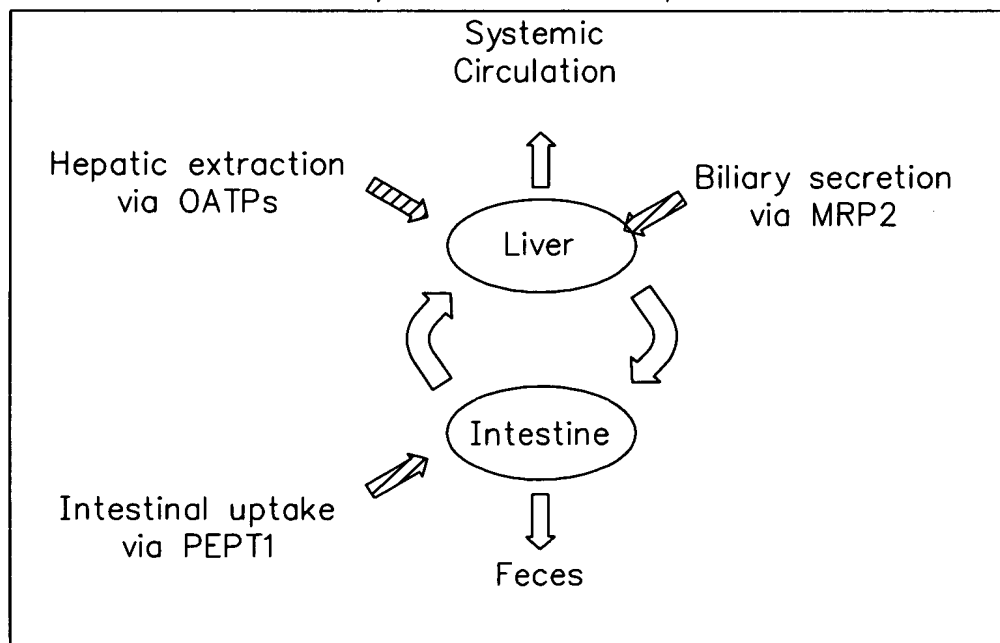 Systemic
Circulation
Hepatic extraction
via OATPs
Biliary secretion
via MRP2
Liver
Intestine
Intestinal uptake
via PEPT1
Feces